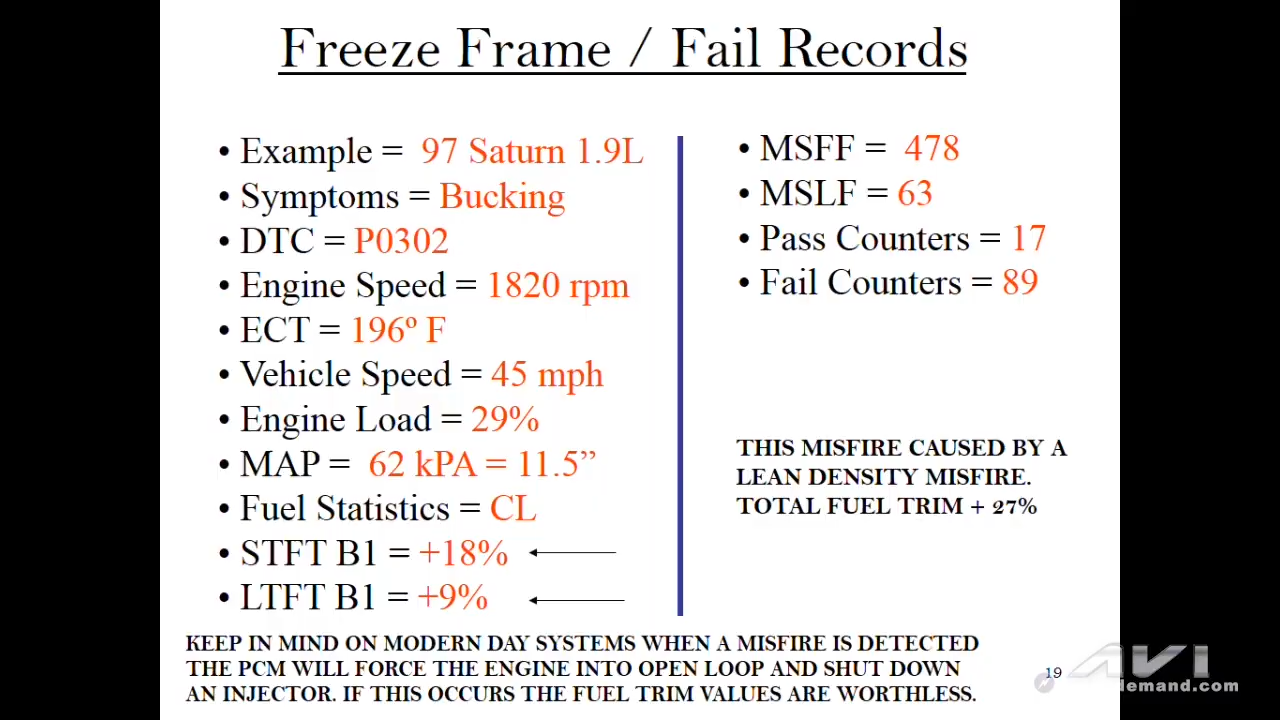 Freeze Frame / Fail Records
• Example = 97 Saturn 1.9L
• Symptoms = Bucking
• DTC = P0302
• Engine Speed = 1820 rpm
• ECT = 196º F
• Vehicle Speed = 45 mph
• Engine Load = 29%
• MAP = 62 kPA = 11.5”
• Fuel Statistics = CL
• STFT B1 = +18%
• LTFT B1 = +9%
• MSFF = 478
• MSLF = 63
• Pass Counters = 17
• Fail Counters = 89
THIS MISFIRE CAUSED BY A
LEAN DENSITY MISFIRE.
TOTAL FUEL TRIM + 27%
KEEP IN MIND ON MODERN DAY SYSTEMS WHEN A MISFIRE IS DETECTED
THE PCM WILL FORCE THE ENGINE INTO OPEN LOOP AND SHUT DOWN
AN INJECTOR. IF THIS OCCURS THE FUEL TRIM VALUES ARE WORTHLESS.
19
AVI
demand.com